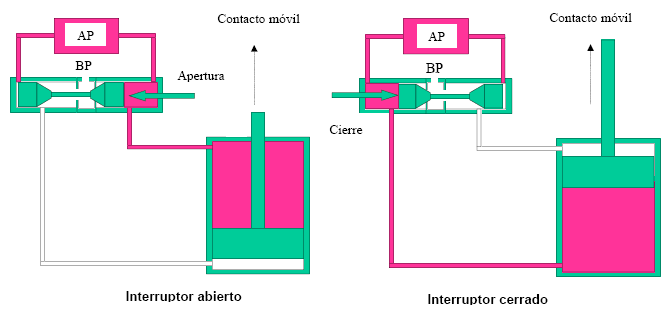 Contacto móvil
AP
BP
Apertura
Interruptor abierto
Contacto móvil
AP
BP
Cierre
Interruptor cerrado